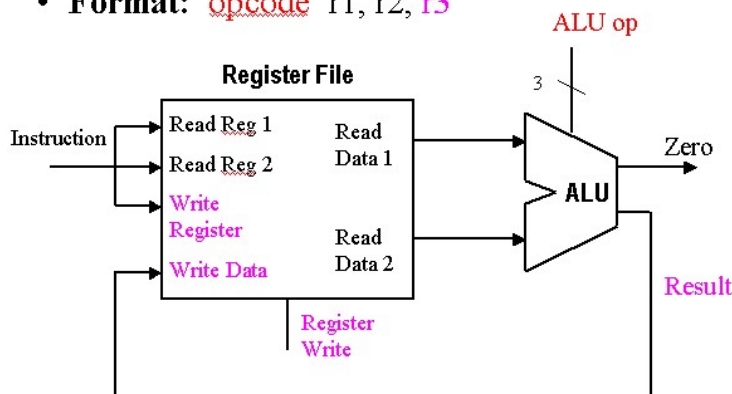 • Format: opcode r1, r2, r3
ALU op
3
Register File
Instruction
Read Reg 1
Read Reg 2
Write
Register
Write Data
Read
Data 1
Read
Data 2
ALU
Zero
Result
Register
Write